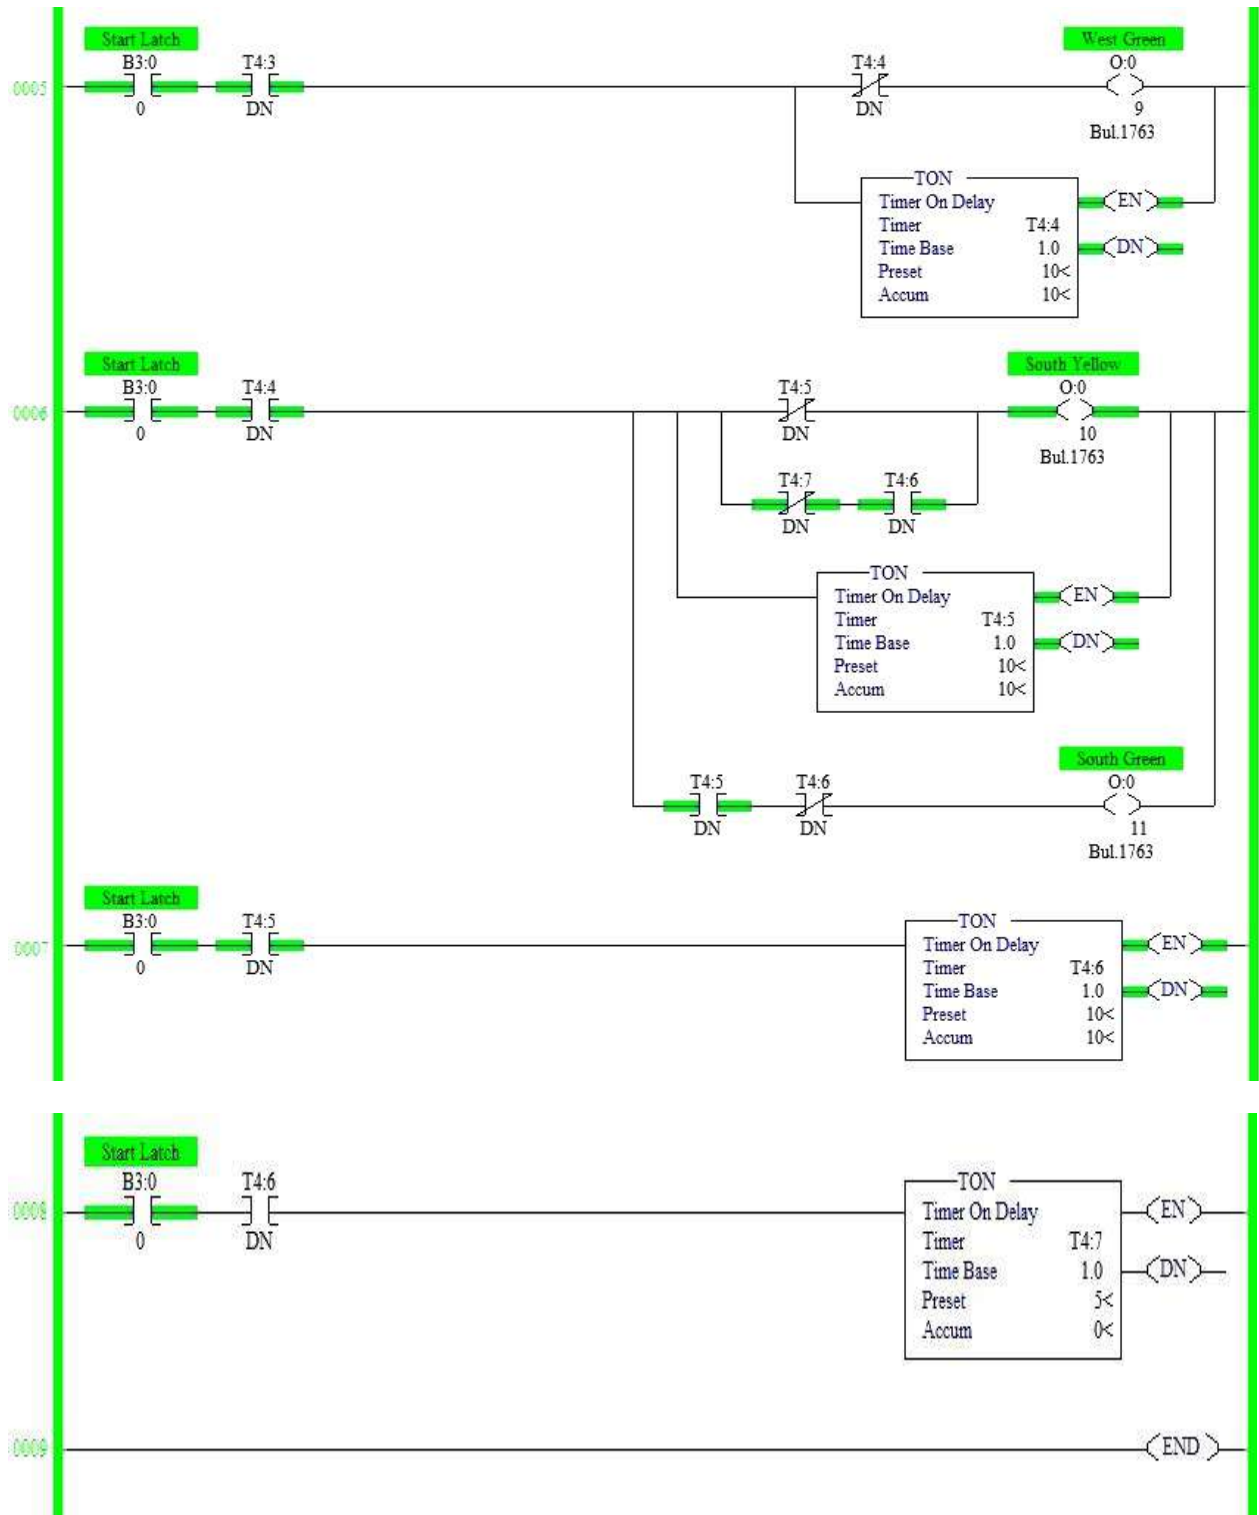 Start Latch West Green
B3:0 T4:3 T4:4 O:0
0005
0 DN DN 9
Bul.1763
TON
Timer On Delay EN
Timer T4:4
Time Base 1.0 DN
Preset 10<
Accum 10<
Start Latch South Yellow
B3:0 T4:4 T4:5 O:0
0006
0 DN DN 10
Bul.1763
T4:7 T4:6
DN DN
TON
Timer On Delay EN
Timer T4:5
Time Base 1.0 DN
Preset 10<
Accum 10<
South Green
T4:5 T4:6 O:0
DN DN 11
Bul.1763
Start Latch
B3:0 T4:5
0007
0 DN
TON
Timer On Delay EN
Timer T4:6
Time Base 1.0 DN
Preset 10<
Accum 10<
Start Latch
B3:0 T4:6
0008
0 DN
TON
Timer On Delay EN
Timer T4:7
Time Base 1.0 DN
Preset 5<
Accum 0<
0009 END